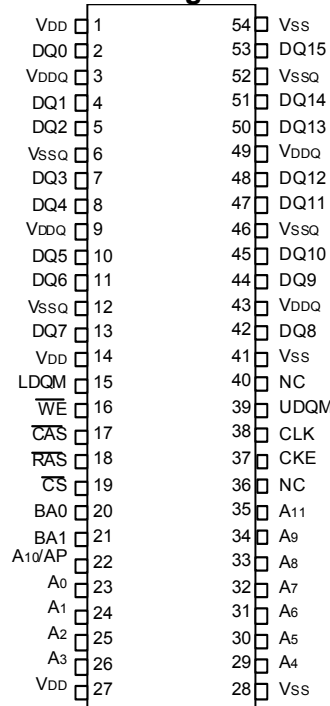 VDD 1 54 VSS
DQ0 2 53 DQ15
VDDQ 3 52 VSSQ
DQ1 4 51 DQ14
DQ2 5 50 DQ13
VSSQ 6 49 VDDQ
DQ3 7 48 DQ12
DQ4 8 47 DQ11
VDDQ 9 46 VSSQ
DQ5 10 45 DQ10
DQ6 11 44 DQ9
VSSQ 12 43 VDDQ
DQ7 13 42 DQ8
VDD 14 41 VSS
LDQM 15 40 NC
WE 16 39 UDQM
CAS 17 38 CLK
RAS 18 37 CKE
CS 19 36 NC
BA0 20 35 A11
BA1 21 34 A9
A10/AP 22 33 A8
A0 23 32 A7
A1 24 31 A6
A2 25 30 A5
A3 26 29 A4
VDD 27 28 VSS